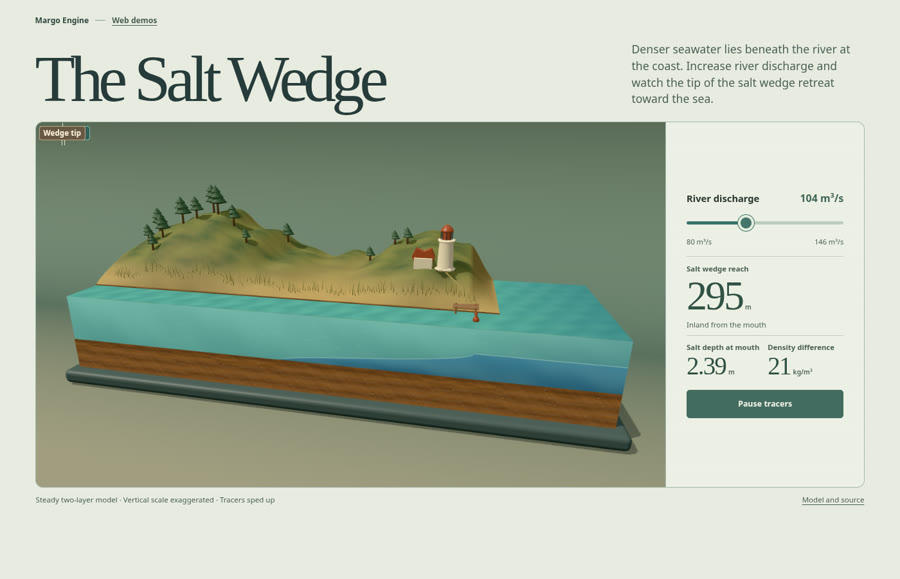 Margo Engine — Web demos
The Salt Wedge
Denser seawater lies beneath the river at
the coast. Increase river discharge and
watch the tip of the salt wedge retreat
toward the sea.
Wedge tip
River discharge 104 m³/s
80 m³/s 146 m³/s
Salt wedge reach
295 m
Inland from the mouth
Salt depth at mouth Density difference
2.39 m 21 kg/m³
Pause tracers
Steady two-layer model · Vertical scale exaggerated · Tracers sped up
Model and source